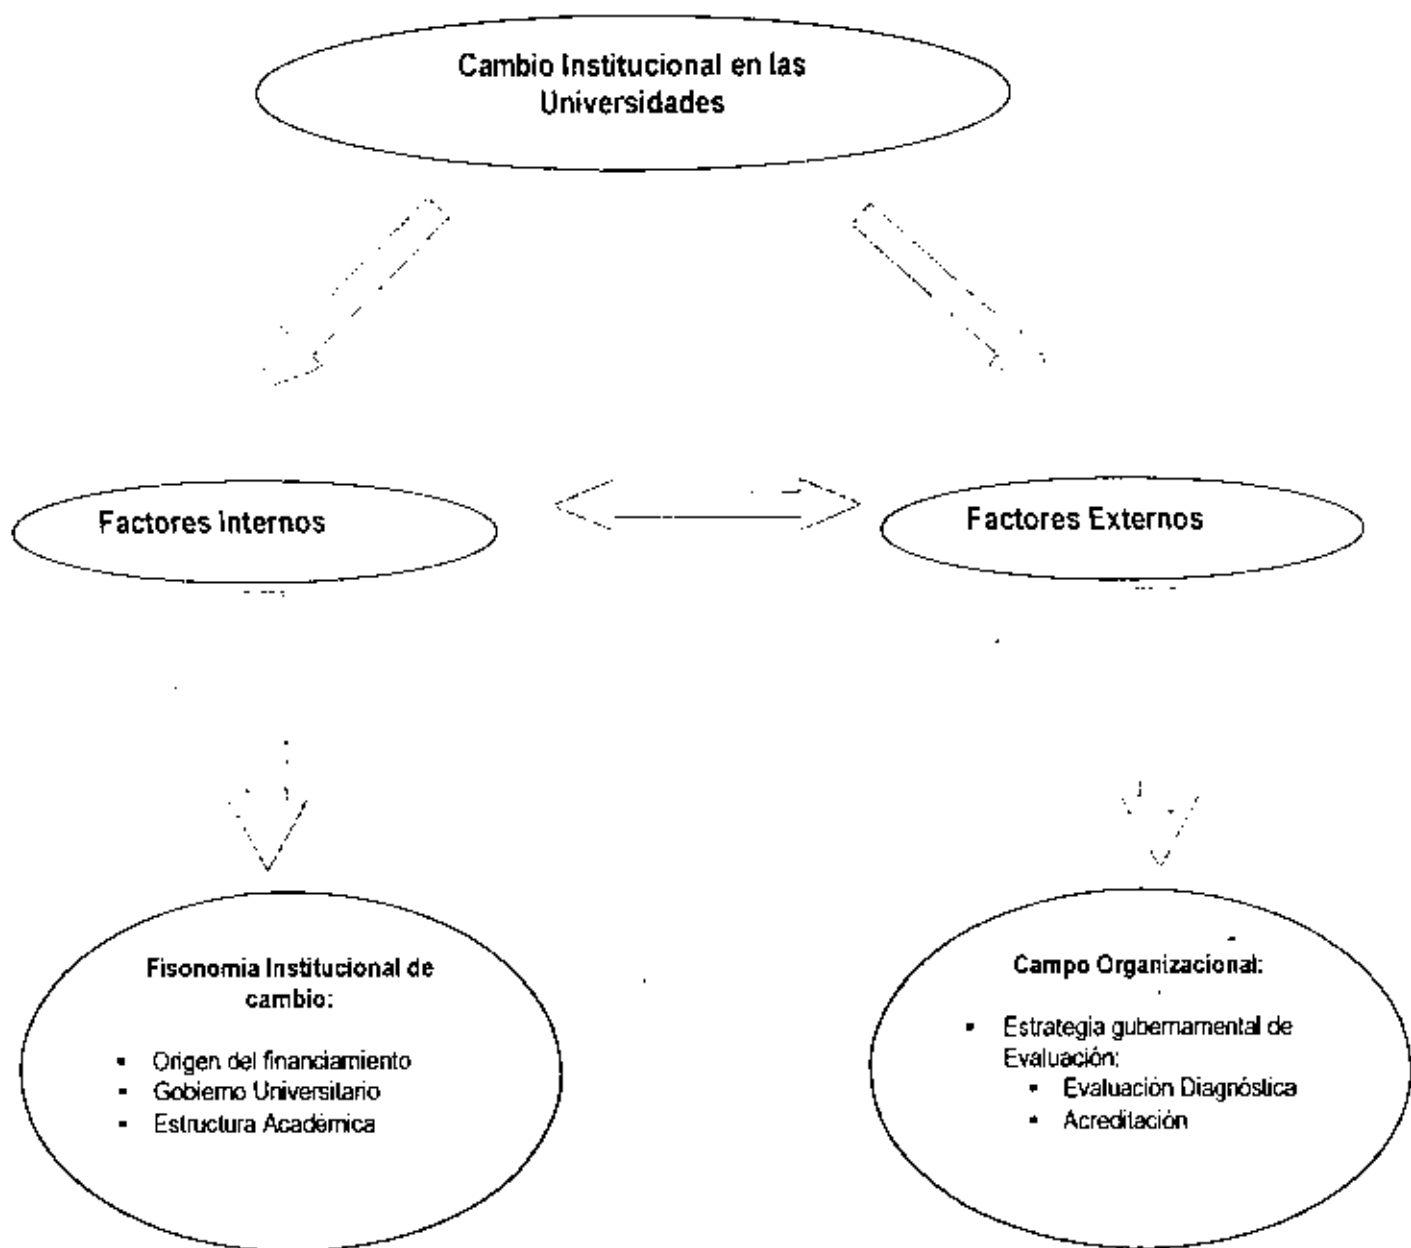 Cambio Institucional en las
Universidades
Factores Internos
Factores Externos
Fisonomia Institucional de
cambio:
▪ Origen del financiamiento
▪ Gobierno Universitario
▪ Estructura Académica
Campo Organizacional:
▪ Estrategia gubernamental de
Evaluación:
▪ Evaluación Diagnóstica
▪ Acreditación